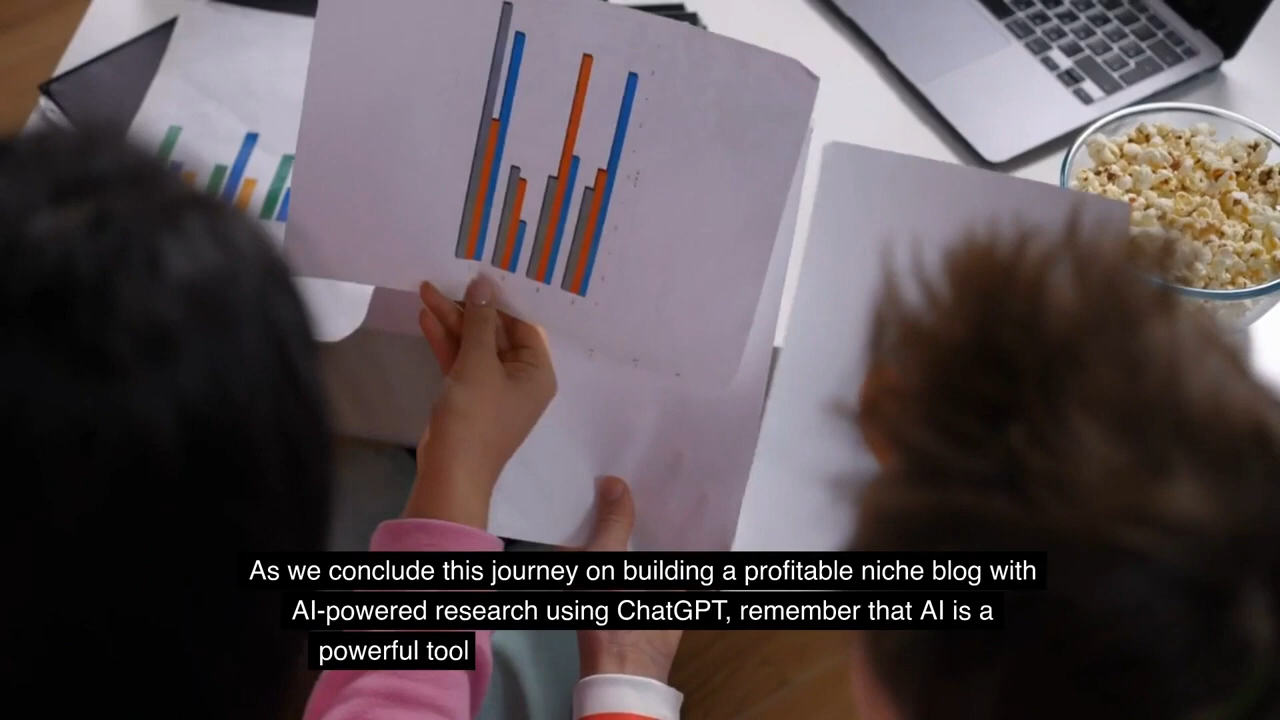 As we conclude this journey on building a profitable niche blog with
AI-powered research using ChatGPT, remember that AI is a
powerful tool